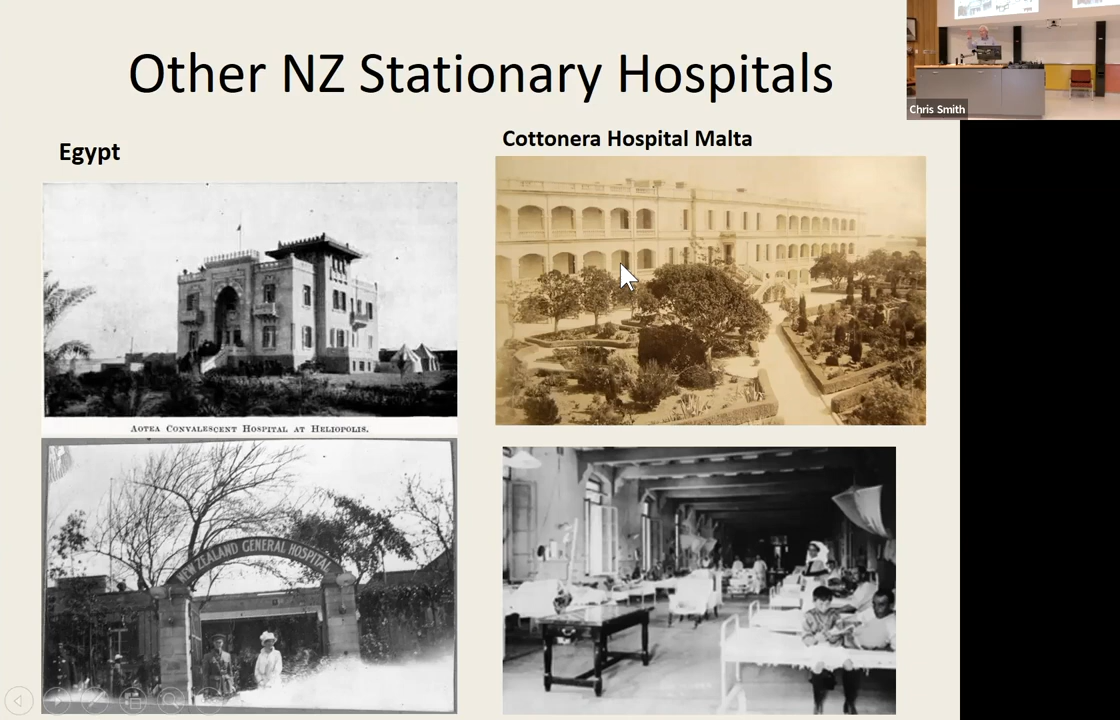 Other NZ Stationary Hospitals
Chris Smith
Egypt
Cottonera Hospital Malta
AOTEA CONVALESCENT HOSPITAL AT HELIOPOLIS.
NEW ZEALAND GENERAL HOSPITAL